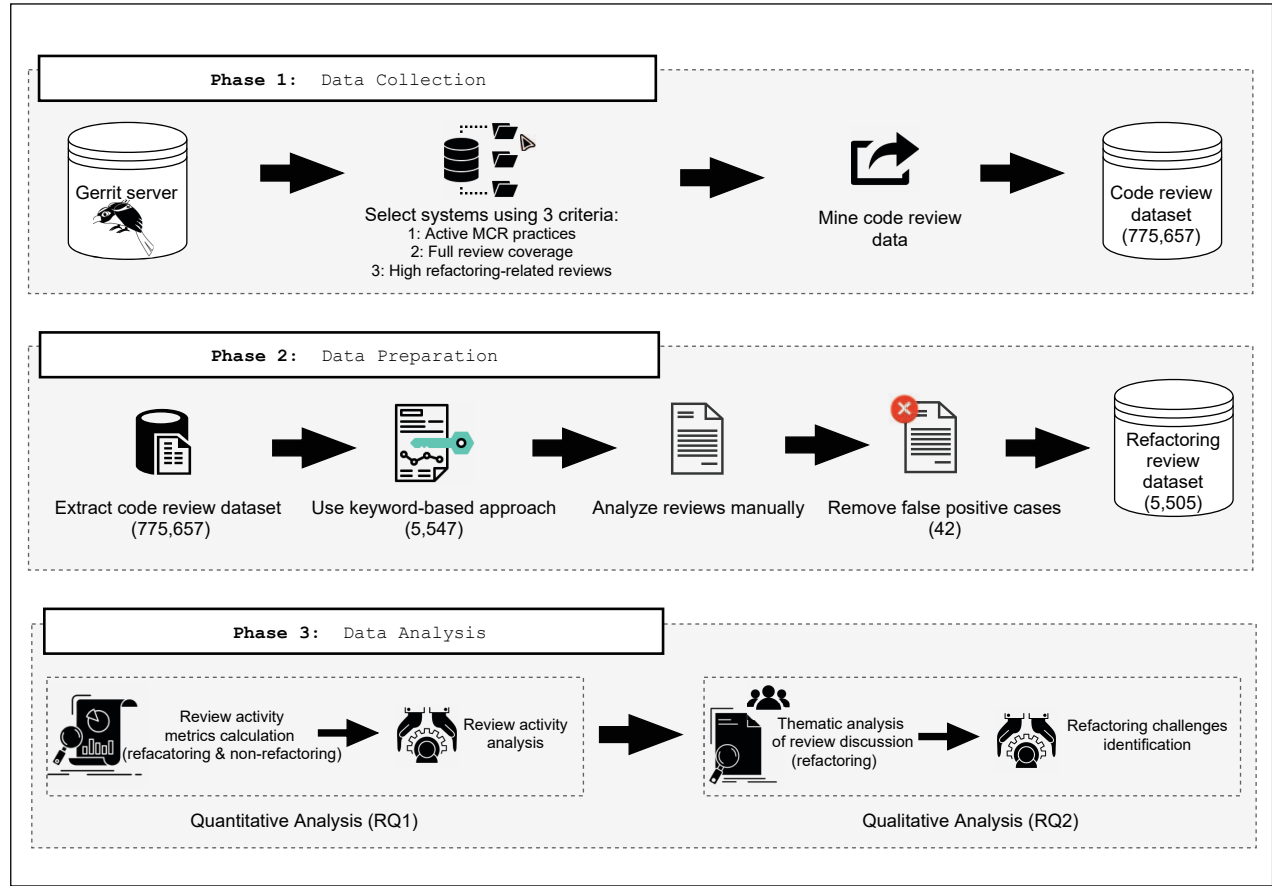 Phase 1: Data Collection
Gerrit server
Select systems using 3 criteria:
1: Active MCR practices
2: Full review coverage
3: High refactoring-related reviews
Mine code review
data
Code review
dataset
(775,657)
Phase 2: Data Preparation
Extract code review dataset
(775,657)
Use keyword-based approach
(5,547)
Analyze reviews manually
Remove false positive cases
(42)
Refactoring
review
dataset
(5,505)
Phase 3: Data Analysis
Review activity
metrics calculation
(refacatoring & non-refactoring)
Review activity
analysis
Quantitative Analysis (RQ1)
Thematic analysis
of review discussion
(refactoring)
Refactoring challenges
identification
Qualitative Analysis (RQ2)